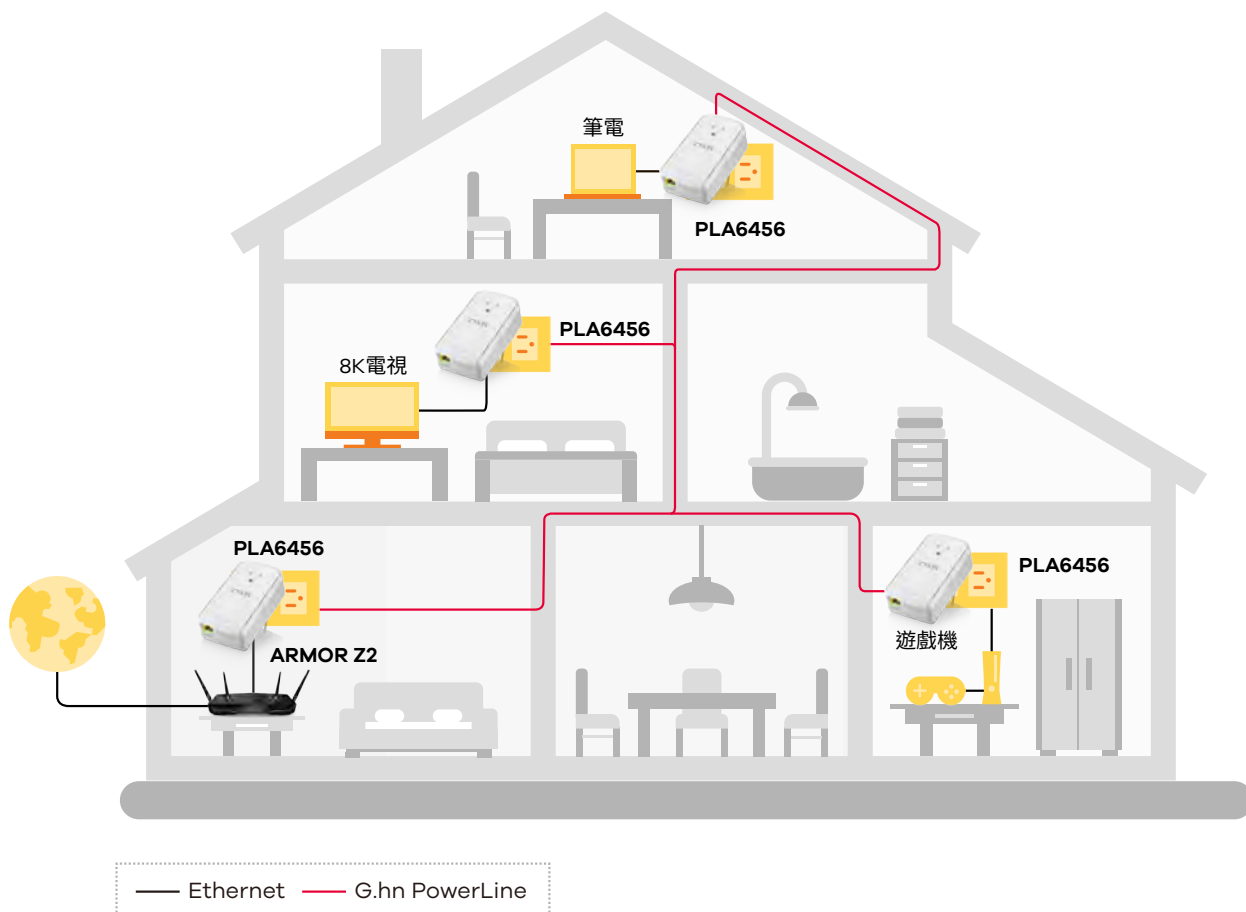 筆電
PLA6456
PLA6456
8K電視
PLA6456
ARMOR Z2
PLA6456
遊戲機
Ethernet
G.hn PowerLine